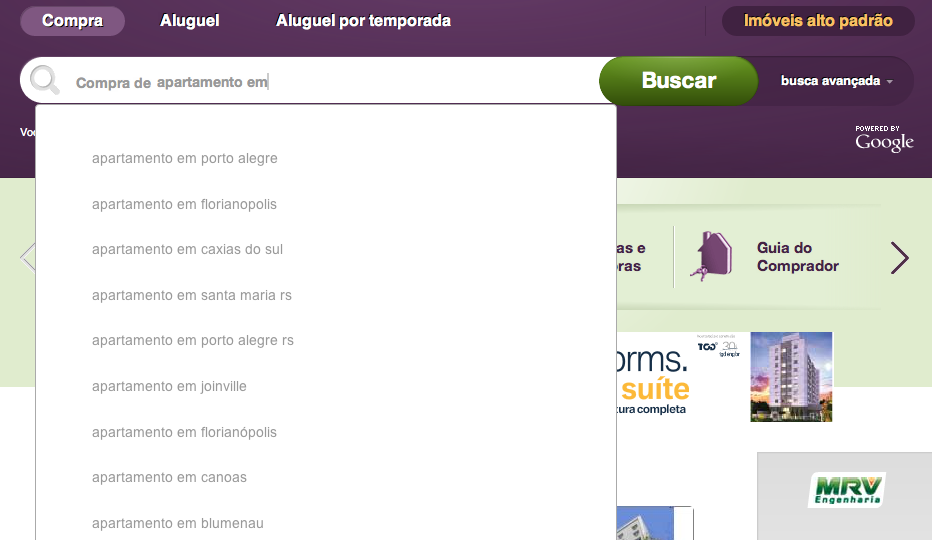 Compra
Aluguel
Aluguel por temporada
Imóveis alto padrão
Compra de apartamento em
Buscar
busca avançada
POWERED BY
Google
apartamento em porto alegre
apartamento em florianopolis
apartamento em caxias do sul
apartamento em santa maria rs
apartamento em porto alegre rs
apartamento em joinville
apartamento em florianópolis
apartamento em canoas
apartamento em blumenau
as e
Guia do
Comprador
orms.
suíte
tura completa
MRV
Engenharia